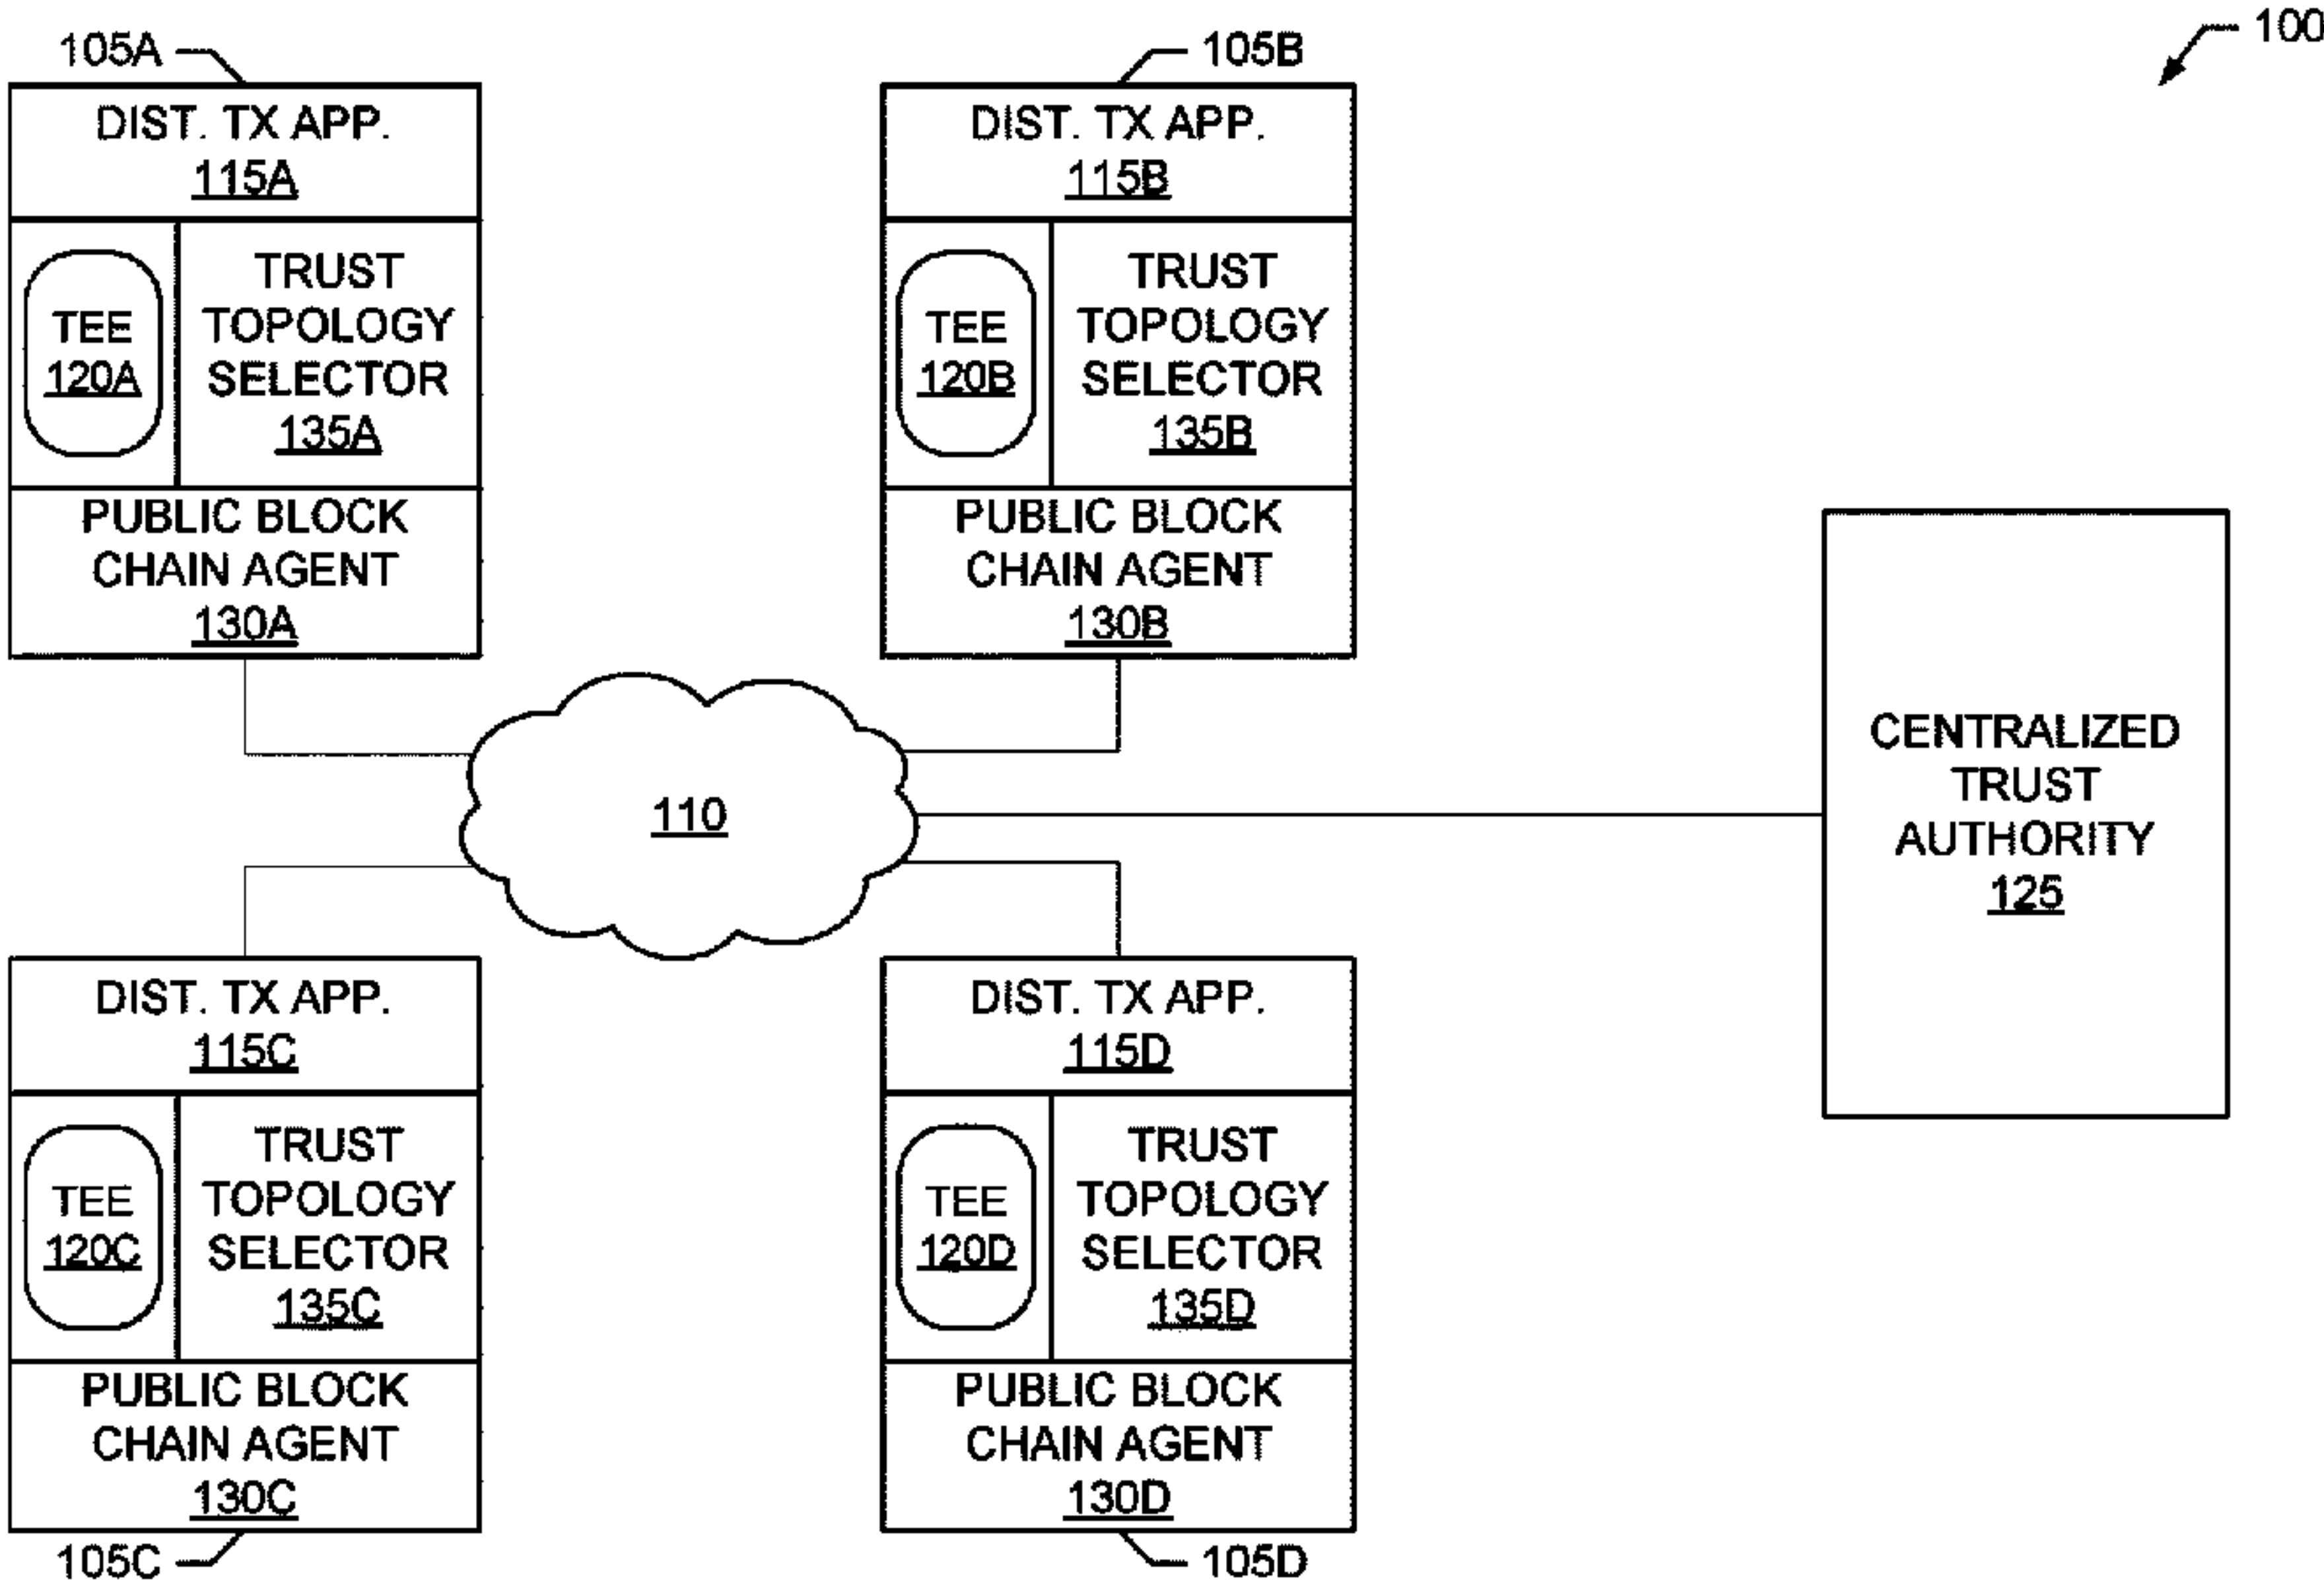 100
105A
DIST. TX APP.
115A
TEE
120A
TRUST
TOPOLOGY
SELECTOR
135A
PUBLIC BLOCK
CHAIN AGENT
130A
105B
DIST. TX APP.
115B
TEE
120B
TRUST
TOPOLOGY
SELECTOR
135B
PUBLIC BLOCK
CHAIN AGENT
130B
110
CENTRALIZED
TRUST
AUTHORITY
125
DIST. TX APP.
115C
TEE
120C
TRUST
TOPOLOGY
SELECTOR
135C
PUBLIC BLOCK
CHAIN AGENT
130C
105C
DIST. TX APP.
115D
TEE
120D
TRUST
TOPOLOGY
SELECTOR
135D
PUBLIC BLOCK
CHAIN AGENT
130D
105D